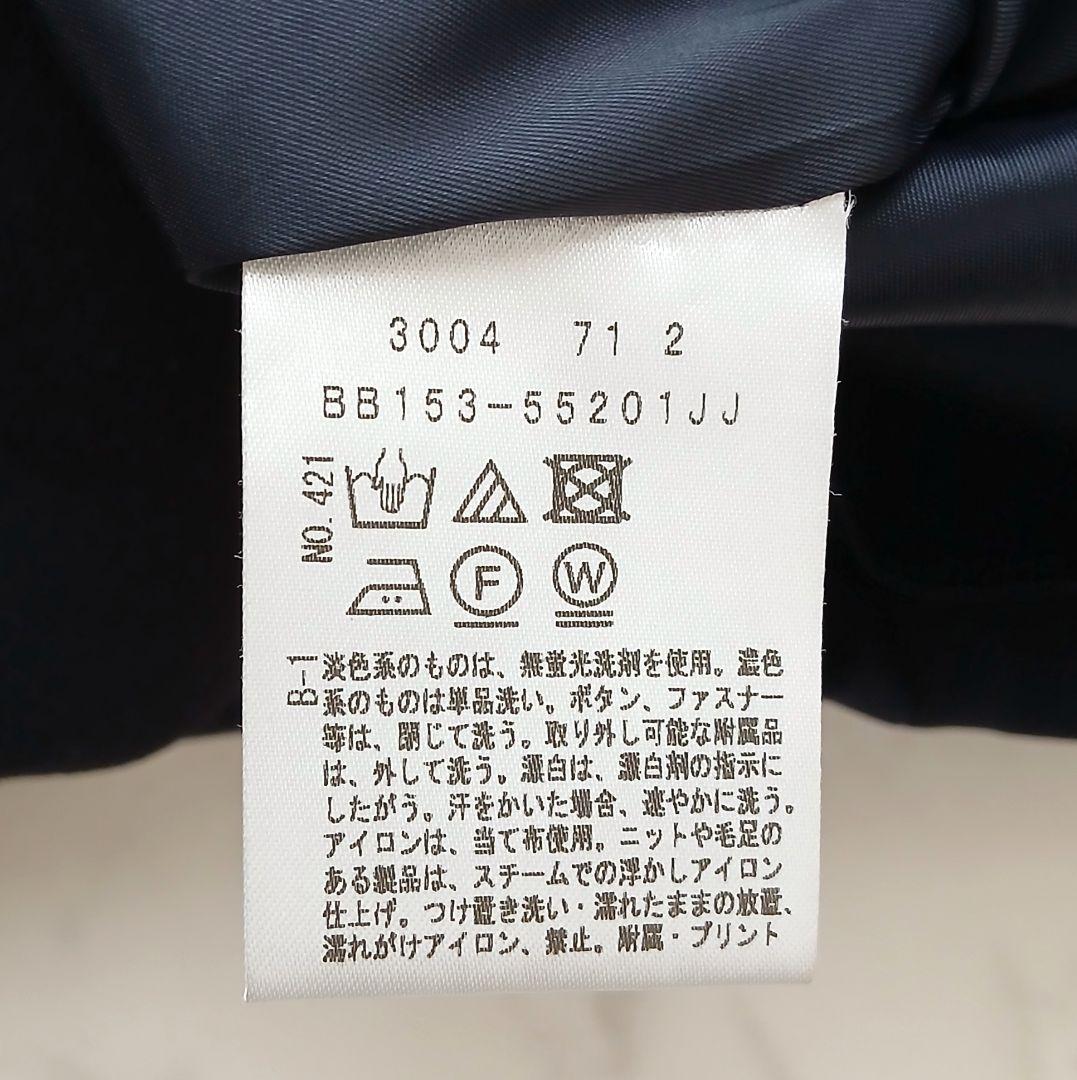 3004 71 2
BB153-55201JJ
NO. 421
F W
B-1
淡色系のものは、無蛍光洗剤を使用。濃色
系のものは単品洗い。ボタン、ファスナー
等は、閉じて洗う。取り外し可能な附属品
は、外して洗う。漂白は、漂白剤の指示に
したがう。汗をかいた場合、速やかに洗う。
アイロンは、当て布使用。ニットや毛足の
ある製品は、スチームでの浮かしアイロン
仕上げ。つけ置き洗い・濡れたままの放置、
濡れがけアイロン、禁止。附属・プリント